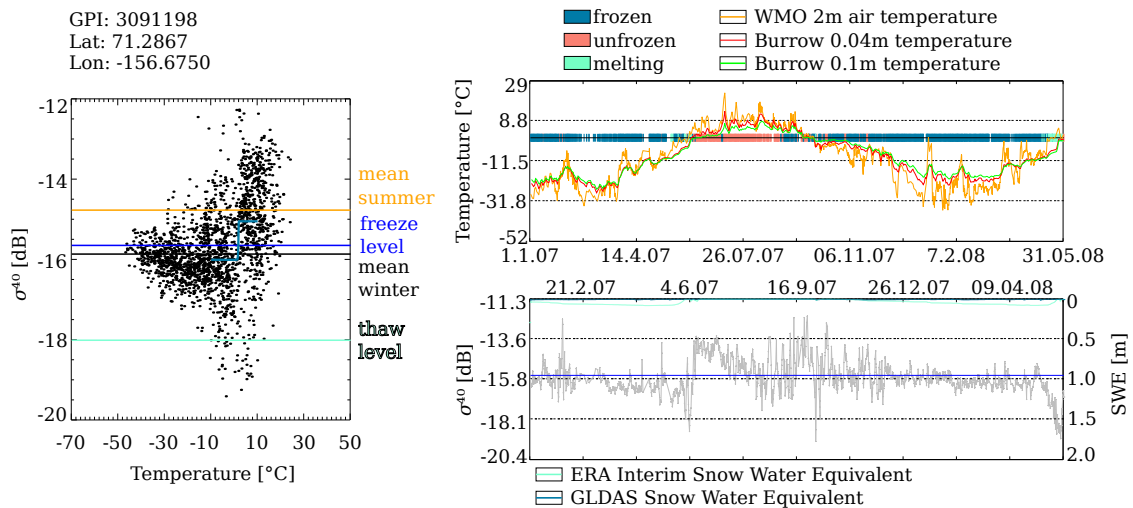 GPI: 3091198
Lat: 71.2867
Lon: -156.6750
-12
-14
-16
-18
-20
σ⁴⁰ [dB]
-70 -50 -30 -10 10 30 50
Temperature [°C]
mean
summer
freeze
level
mean
winter
thaw
level
frozen
unfrozen
melting
WMO 2m air temperature
Burrow 0.04m temperature
Burrow 0.1m temperature
Temperature [°C]
29
8.8
-11.5
-31.8
-52
1.1.07 14.4.07 26.07.07 06.11.07 7.2.08 31.05.08
21.2.07 4.6.07 16.9.07 26.12.07 09.04.08
σ⁴⁰ [dB]
-11.3
-13.6
-15.8
-18.1
-20.4
0
0.5
1.0
1.5
2.0
SWE [m]
ERA Interim Snow Water Equivalent
GLDAS Snow Water Equivalent